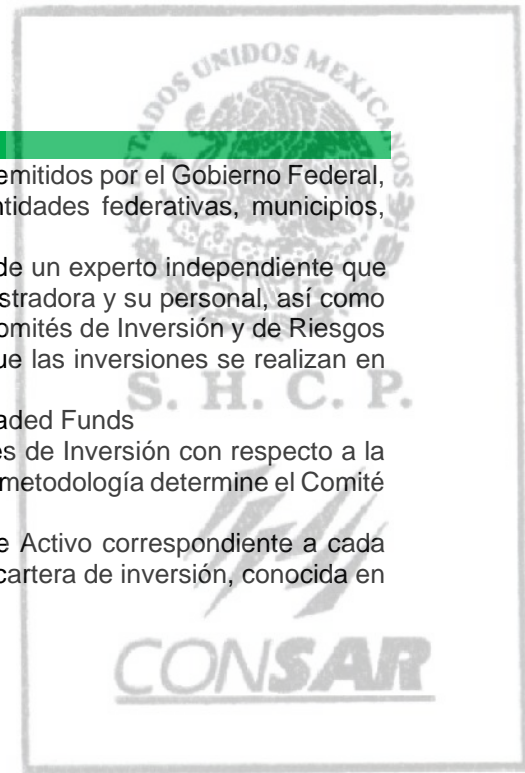 ESTADOS UNIDOS MEXICANOS
emitidos por el Gobierno Federal,
ntidades federativas, municipios,
de un experto independiente que
istradora y su personal, así como
omités de Inversión y de Riesgos
ue las inversiones se realizan en
S. H. C. P.
aded Funds
es de Inversión con respecto a la
metodología determine el Comité
e Activo correspondiente a cada
cartera de inversión, conocida en
CONSAR